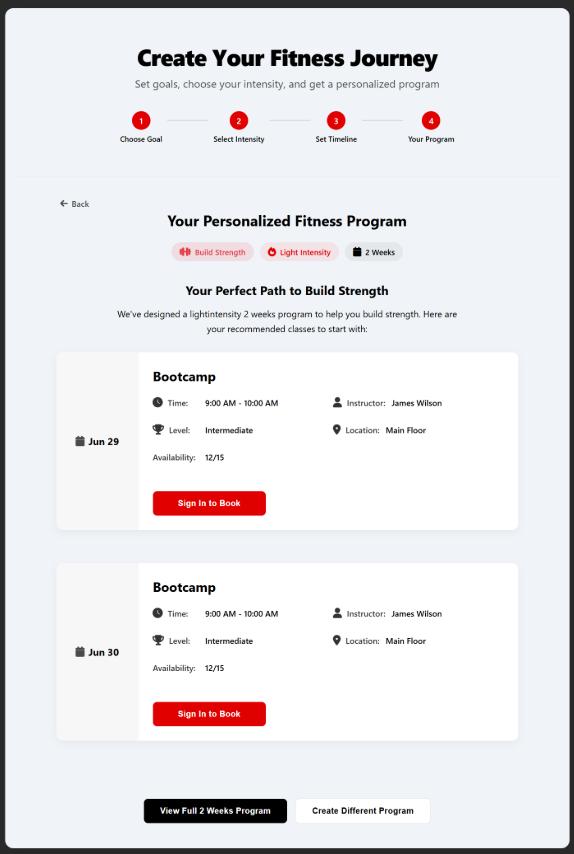 Create Your Fitness Journey
Set goals, choose your intensity, and get a personalized program
1 2 3 4
Choose Goal Select Intensity Set Timeline Your Program
Back
Your Personalized Fitness Program
Build Strength Light Intensity 2 Weeks
Your Perfect Path to Build Strength
We've designed a lightintensity 2 weeks program to help you build strength. Here are
your recommended classes to start with:
Jun 29
Bootcamp
Time: 9:00 AM - 10:00 AM Instructor: James Wilson
Level: Intermediate Location: Main Floor
Availability: 12/15
Sign In to Book
Jun 30
Bootcamp
Time: 9:00 AM - 10:00 AM Instructor: James Wilson
Level: Intermediate Location: Main Floor
Availability: 12/15
Sign In to Book
View Full 2 Weeks Program Create Different Program